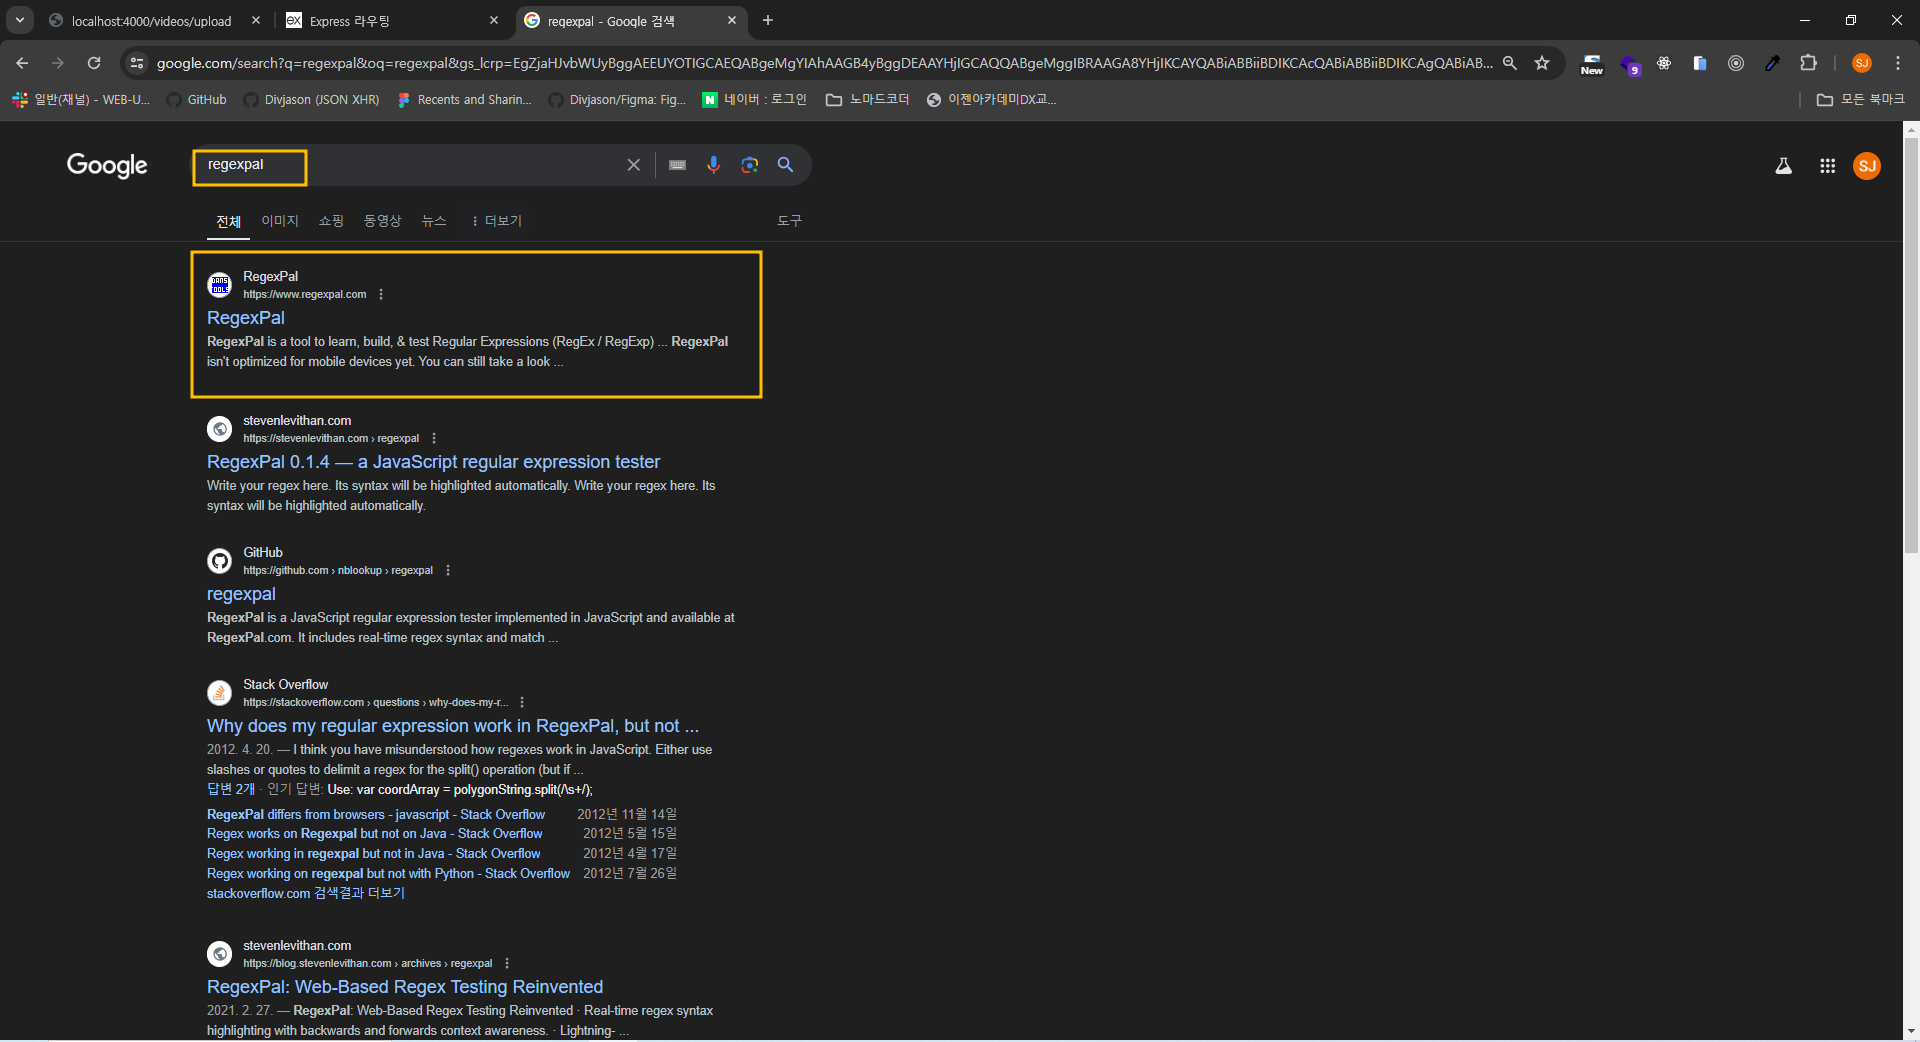 localhost:4000/videos/upload
Express 라우팅
regexpal - Google 검색
google.com/search?q=regexpal&oq=regexpal&gs_lcrp=EgZjaHJvbWUyBggAEEUYOTIGCAEQABgeMgYIAhAAGB4yBggDEAAYHjIGCAQQABgeMggIBRAAGA8YHjIKCAYQABiABBiiBDIKCAcQABiABBiiBDIKCAgQABiAB...
New
9
SJ
일반(채널) - WEB-U...
GitHub
Divjason (JSON XHR)
Recents and Sharin...
Divjason/Figma: Fig...
네이버 : 로그인
노마드코더
이젠아카데미DX교...
모든 북마크
Google
regexpal
SJ
전체 이미지 쇼핑 동영상 뉴스 더보기 도구
RegexPal
https://www.regexpal.com
RegexPal
RegexPal is a tool to learn, build, & test Regular Expressions (RegEx / RegExp) ... RegexPal
isn't optimized for mobile devices yet. You can still take a look ...
stevenlevithan.com
https://stevenlevithan.com › regexpal
RegexPal 0.1.4 — a JavaScript regular expression tester
Write your regex here. Its syntax will be highlighted automatically. Write your regex here. Its
syntax will be highlighted automatically.
GitHub
https://github.com › nblookup › regexpal
regexpal
RegexPal is a JavaScript regular expression tester implemented in JavaScript and available at
RegexPal.com. It includes real-time regex syntax and match ...
Stack Overflow
https://stackoverflow.com › questions › why-does-my-r...
Why does my regular expression work in RegexPal, but not ...
2012. 4. 20. — I think you have misunderstood how regexes work in JavaScript. Either use
slashes or quotes to delimit a regex for the split() operation (but if ...
답변 2개 · 인기 답변: Use: var coordArray = polygonString.split(/\s+/);
RegexPal differs from browsers - javascript - Stack Overflow 2012년 11월 14일
Regex works on Regexpal but not on Java - Stack Overflow 2012년 5월 15일
Regex working in regexpal but not in Java - Stack Overflow 2012년 4월 17일
Regex working on regexpal but not with Python - Stack Overflow 2012년 7월 26일
stackoverflow.com 검색결과 더보기
stevenlevithan.com
https://blog.stevenlevithan.com › archives › regexpal
RegexPal: Web-Based Regex Testing Reinvented
2021. 2. 27. — RegexPal: Web-Based Regex Testing Reinvented · Real-time regex syntax
highlighting with backwards and forwards context awareness. · Lightning- ...